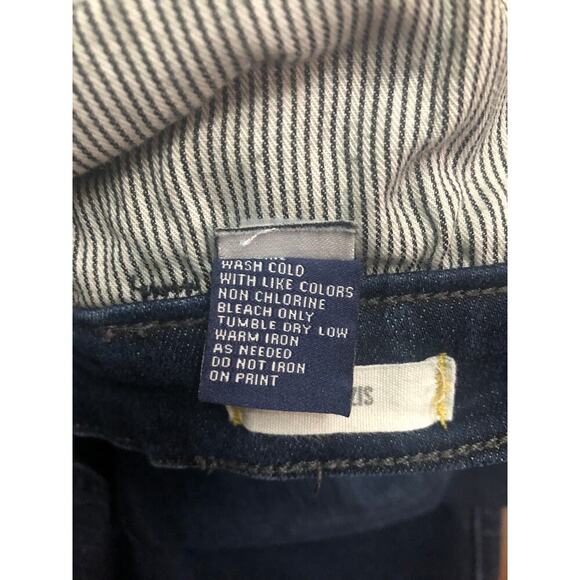 WASH COLD
WITH LIKE COLORS
NON CHLORINE
BLEACH ONLY
TUMBLE DRY LOW
WARM IRON
AS NEEDED
DO NOT IRON
ON PRINT